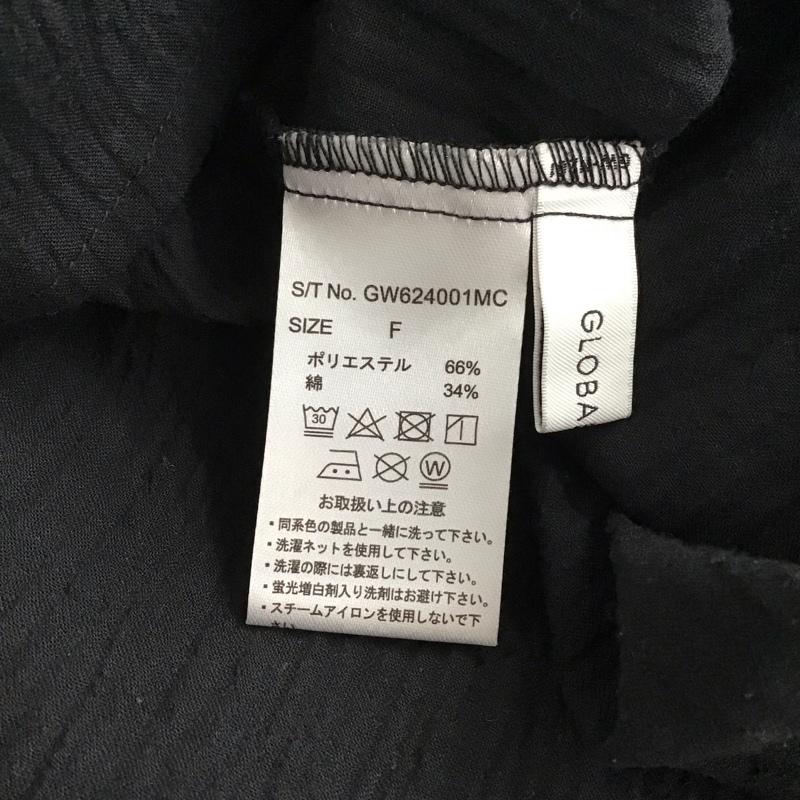 S/T No. GW624001MC
SIZE F
ポリエステル 66%
綿 34%
30
W
お取扱い上の注意
・同系色の製品と一緒に洗って下さい。
・洗濯ネットを使用して下さい。
・洗濯の際には裏返しにして下さい。
・蛍光増白剤入り洗剤はお避け下さい。
・スチームアイロンを使用しないで下
さい
GLOBA